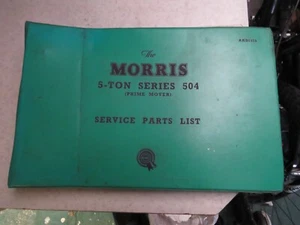 The
MORRIS
5-TON SERIES 504
(PRIME MOVER)
SERVICE PARTS LIST